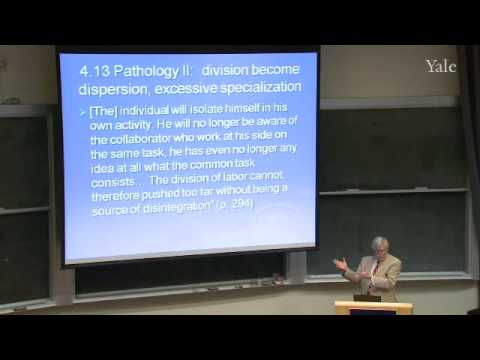 Yale
4.13 Pathology II: division become
dispersion, excessive specialization
[The] individual will isolate himself in his
own activity. He will no longer be aware of
the collaborator who work at his side on
the same task, he has even no longer any
idea at all what the common task
consists... The division of labor cannot
therefore pushed too far without being a
source of disintegration" (p. 294)